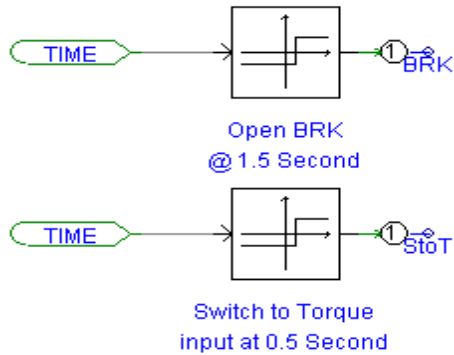 TIME
1
BRK
Open BRK
@ 1.5 Second
TIME
1
StoT
Switch to Torque
input at 0.5 Second